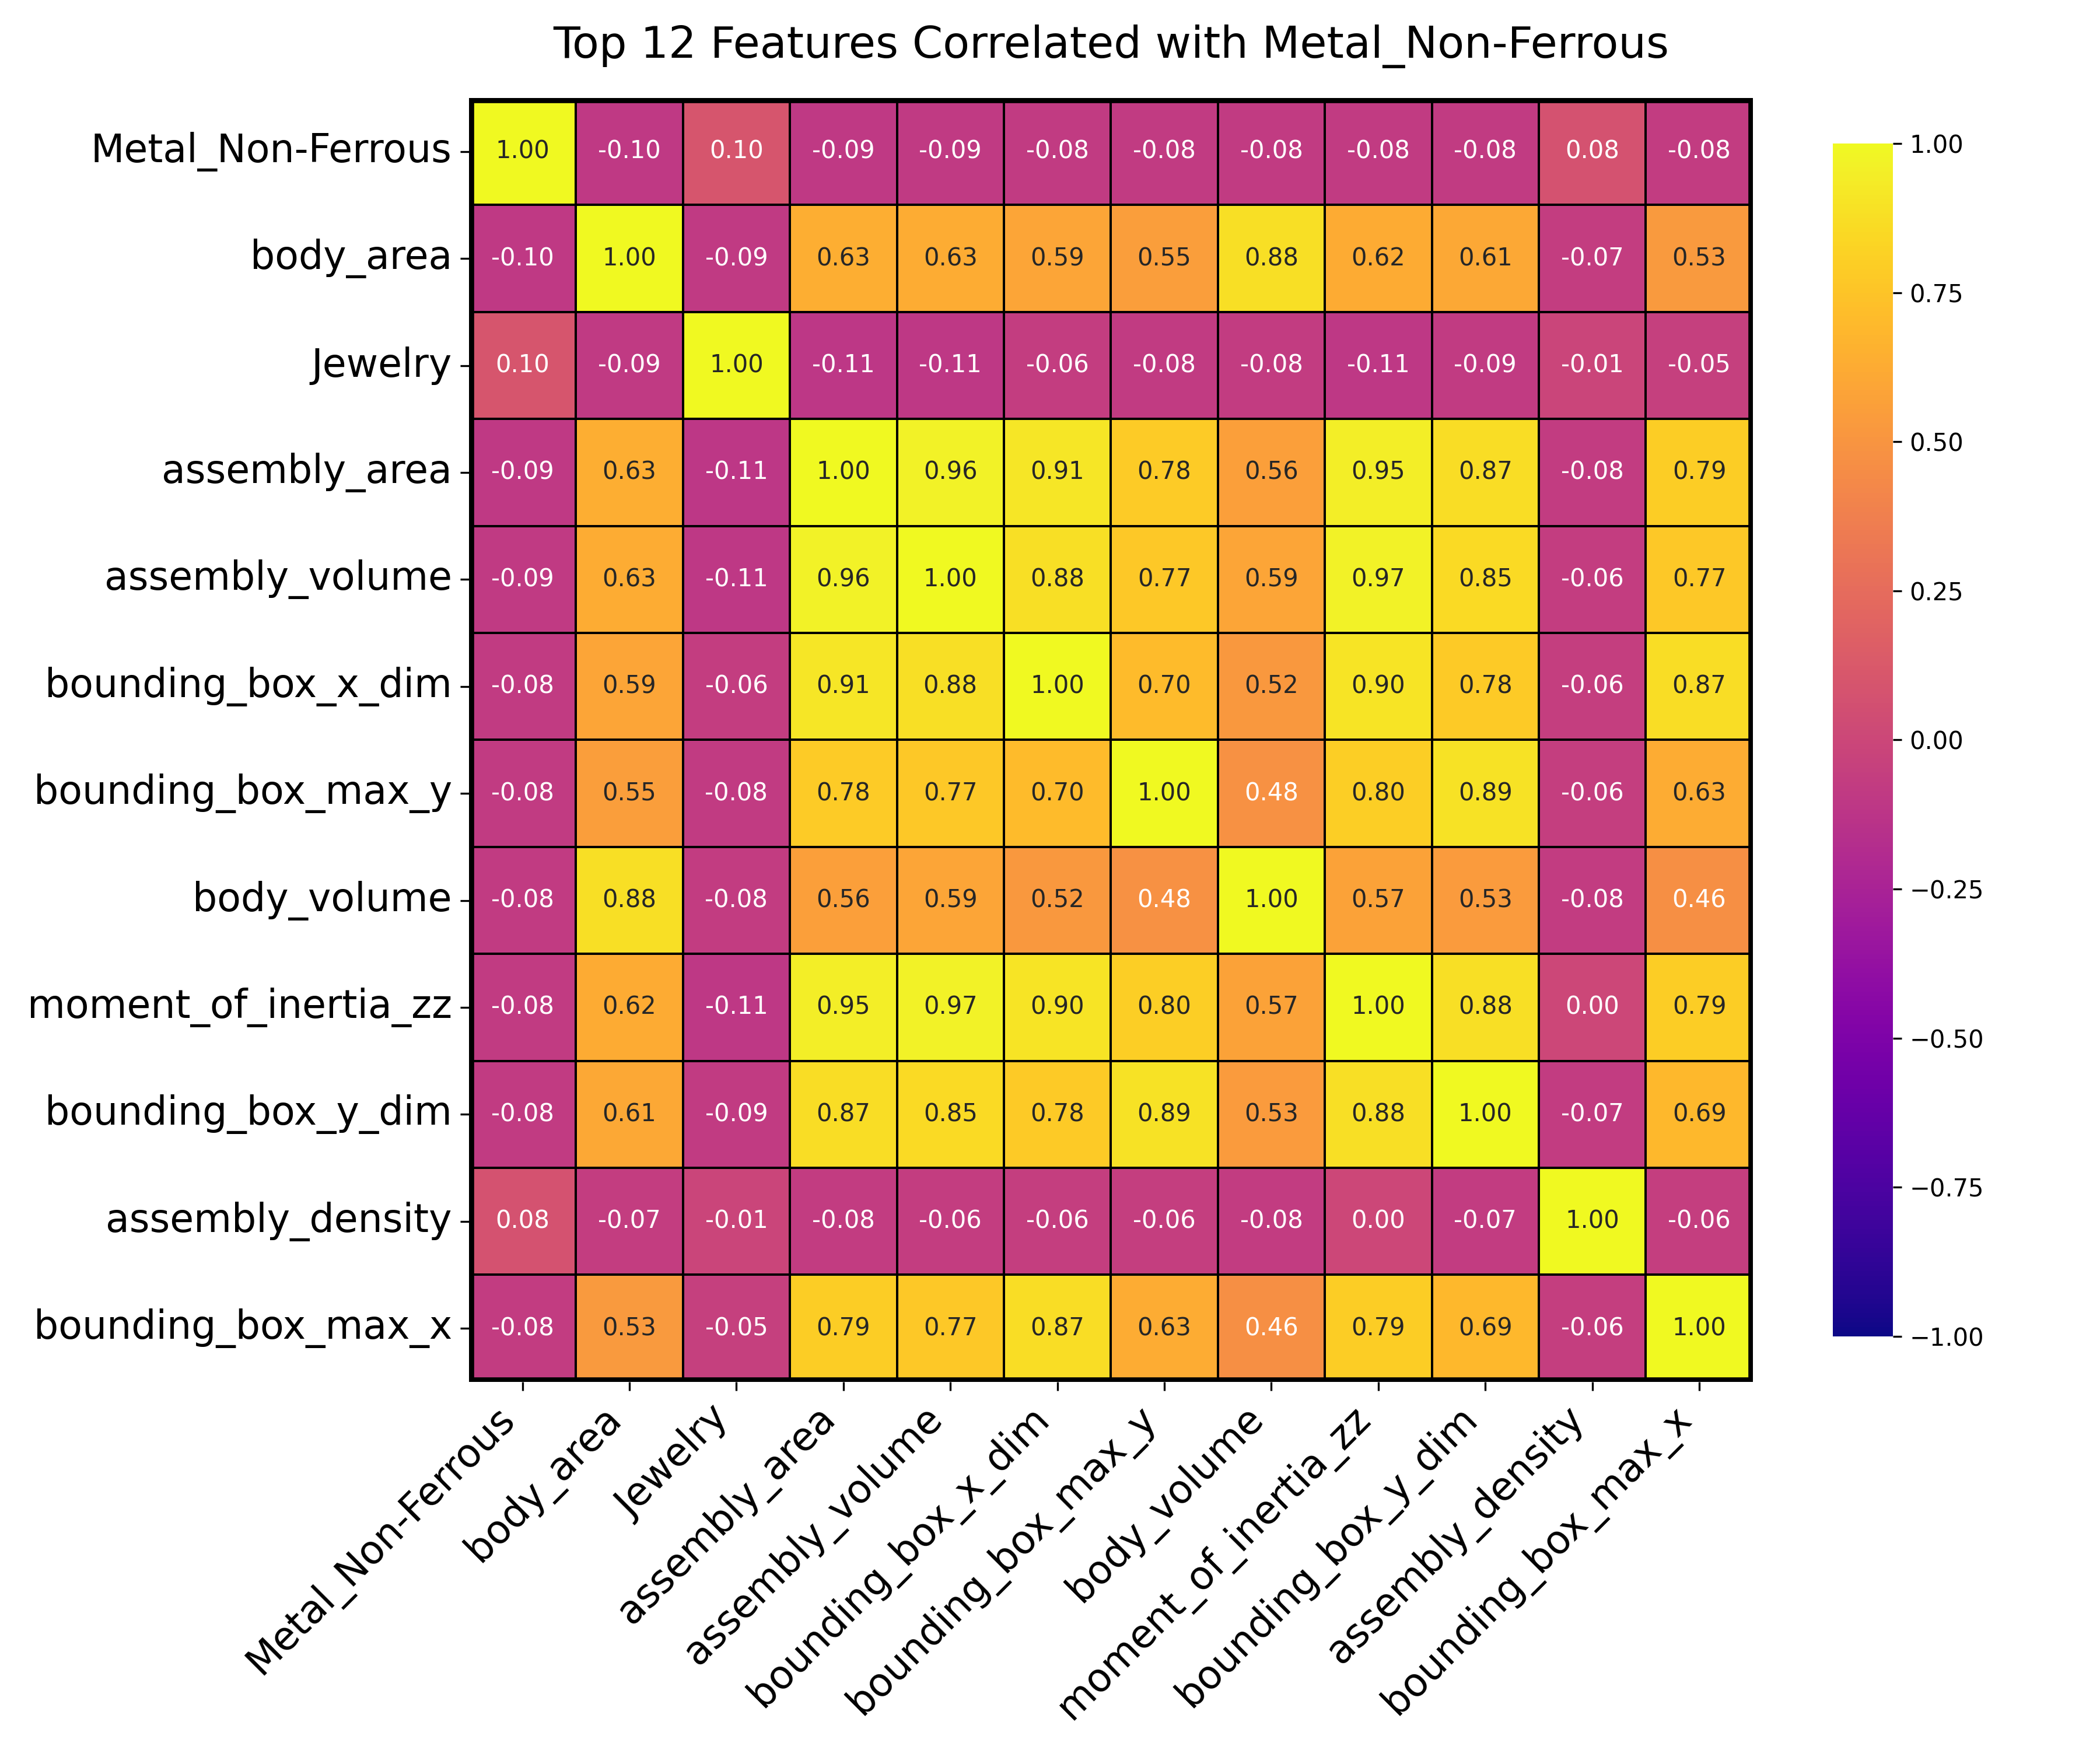 Top 12 Features Correlated with Metal_Non-Ferrous
Metal_Non-Ferrous 1.00 -0.10 0.10 -0.09 -0.09 -0.08 -0.08 -0.08 -0.08 -0.08 0.08 -0.08
body_area -0.10 1.00 -0.09 0.63 0.63 0.59 0.55 0.88 0.62 0.61 -0.07 0.53
Jewelry 0.10 -0.09 1.00 -0.11 -0.11 -0.06 -0.08 -0.08 -0.11 -0.09 -0.01 -0.05
assembly_area -0.09 0.63 -0.11 1.00 0.96 0.91 0.78 0.56 0.95 0.87 -0.08 0.79
assembly_volume -0.09 0.63 -0.11 0.96 1.00 0.88 0.77 0.59 0.97 0.85 -0.06 0.77
bounding_box_x_dim -0.08 0.59 -0.06 0.91 0.88 1.00 0.70 0.52 0.90 0.78 -0.06 0.87
bounding_box_max_y -0.08 0.55 -0.08 0.78 0.77 0.70 1.00 0.48 0.80 0.89 -0.06 0.63
body_volume -0.08 0.88 -0.08 0.56 0.59 0.52 0.48 1.00 0.57 0.53 -0.08 0.46
moment_of_inertia_zz -0.08 0.62 -0.11 0.95 0.97 0.90 0.80 0.57 1.00 0.88 0.00 0.79
bounding_box_y_dim -0.08 0.61 -0.09 0.87 0.85 0.78 0.89 0.53 0.88 1.00 -0.07 0.69
assembly_density 0.08 -0.07 -0.01 -0.08 -0.06 -0.06 -0.06 -0.08 0.00 -0.07 1.00 -0.06
bounding_box_max_x -0.08 0.53 -0.05 0.79 0.77 0.87 0.63 0.46 0.79 0.69 -0.06 1.00
Metal_Non-Ferrous
body_area
Jewelry
assembly_area
assembly_volume
bounding_box_x_dim
bounding_box_max_y
body_volume
moment_of_inertia_zz
bounding_box_y_dim
assembly_density
bounding_box_max_x
1.00
0.75
0.50
0.25
0.00
−0.25
−0.50
−0.75
−1.00